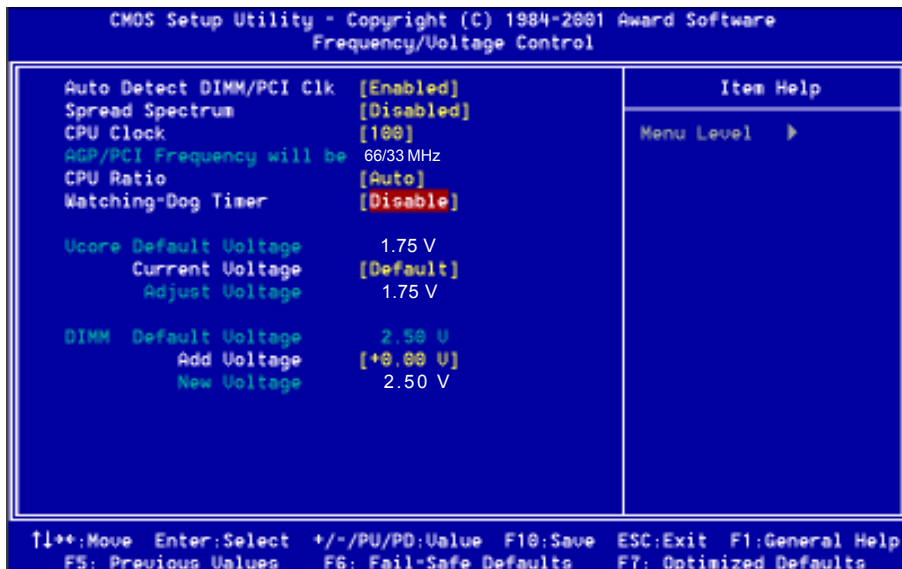 CMOS Setup Utility - Copyright (C) 1984-2001 Award Software
Frequency/Voltage Control
Auto Detect DIMM/PCI Clk [Enabled]
Spread Spectrum [Disabled]
CPU Clock [100]
AGP/PCI Frequency will be 66/33 MHz
CPU Ratio [Auto]
Watching-Dog Timer [Disable]
Vcore Default Voltage 1.75 V
Current Voltage [Default]
Adjust Voltage 1.75 V
DIMM Default Voltage 2.50 V
Add Voltage [+0.00 V]
New Voltage 2.50 V
Item Help
Menu Level ▶
↑↓→←:Move Enter:Select +/-/PU/PD:Value F10:Save ESC:Exit F1:General Help
F5: Previous Values F6: Fail-Safe Defaults F7: Optimized Defaults